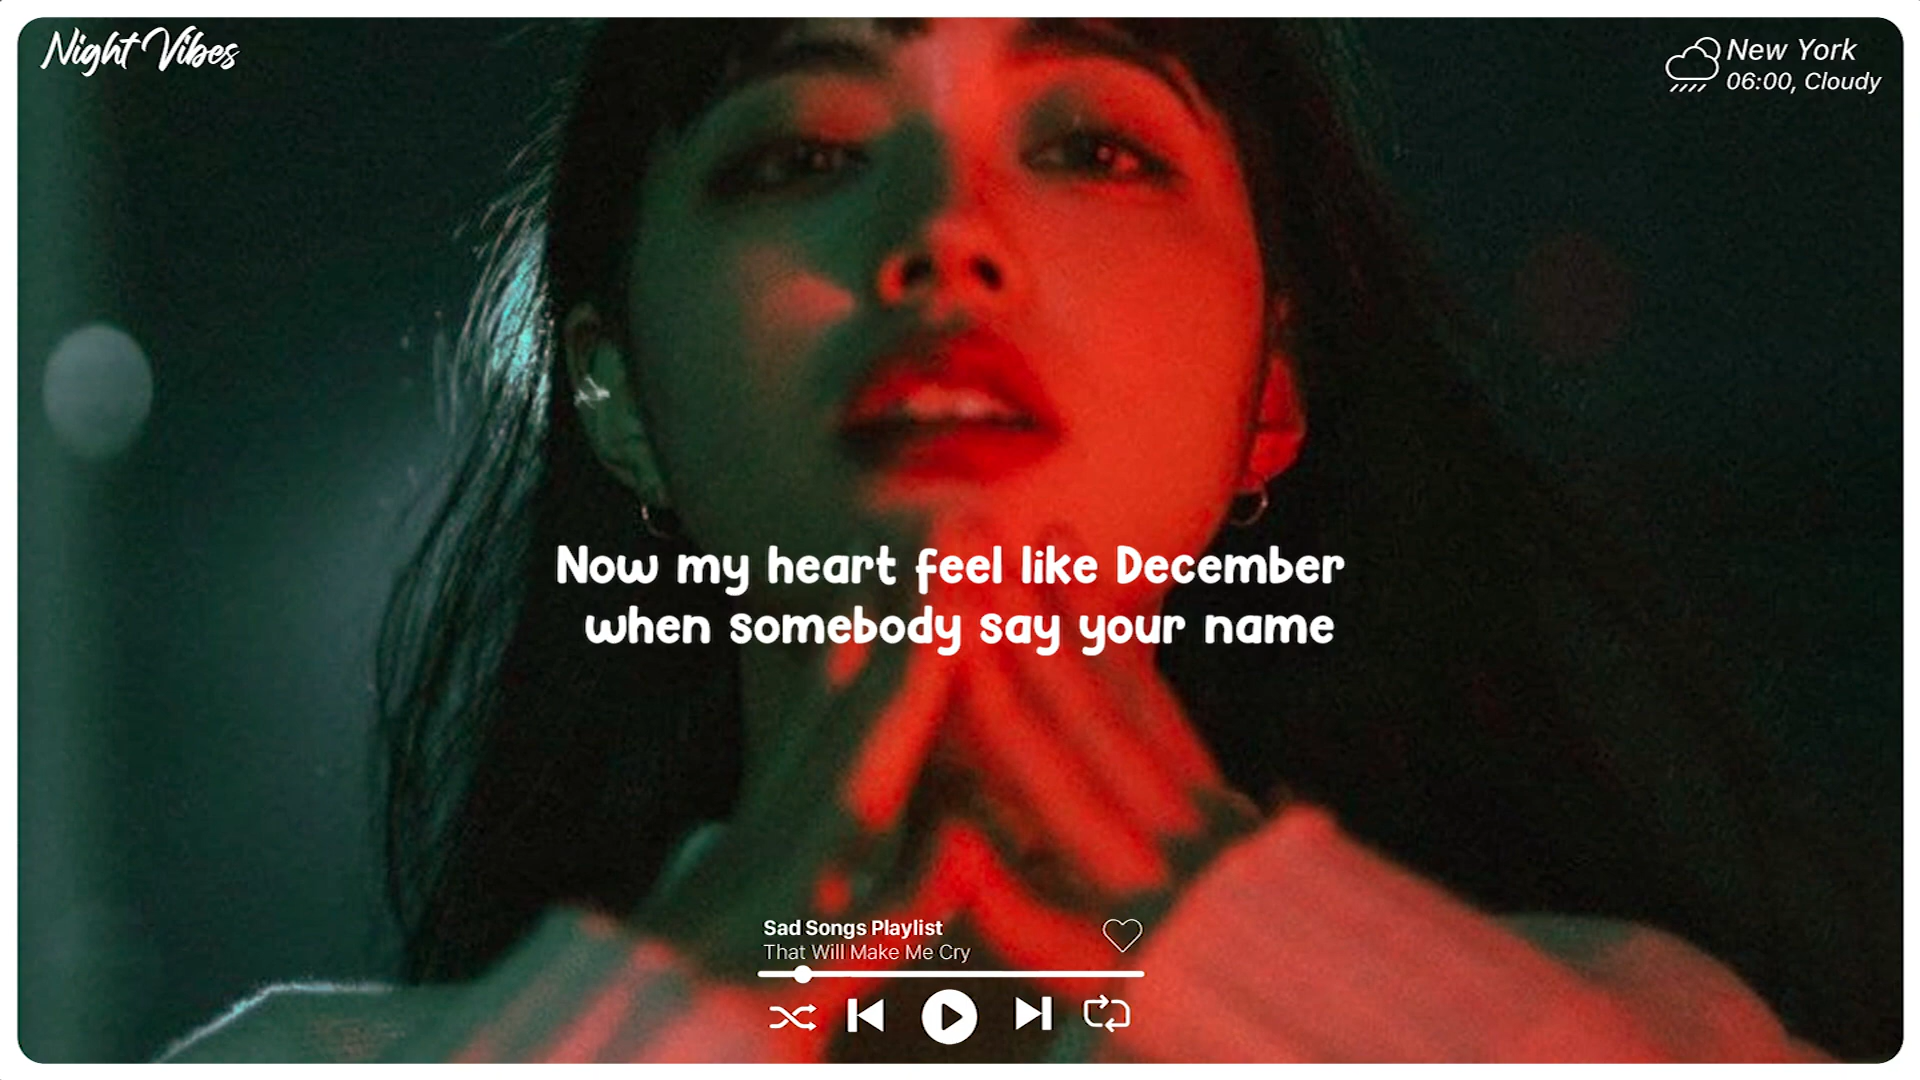 Night Vibes
New York
06:00, Cloudy
Now my heart feel like December
when somebody say your name
Sad Songs Playlist
That Will Make Me Cry